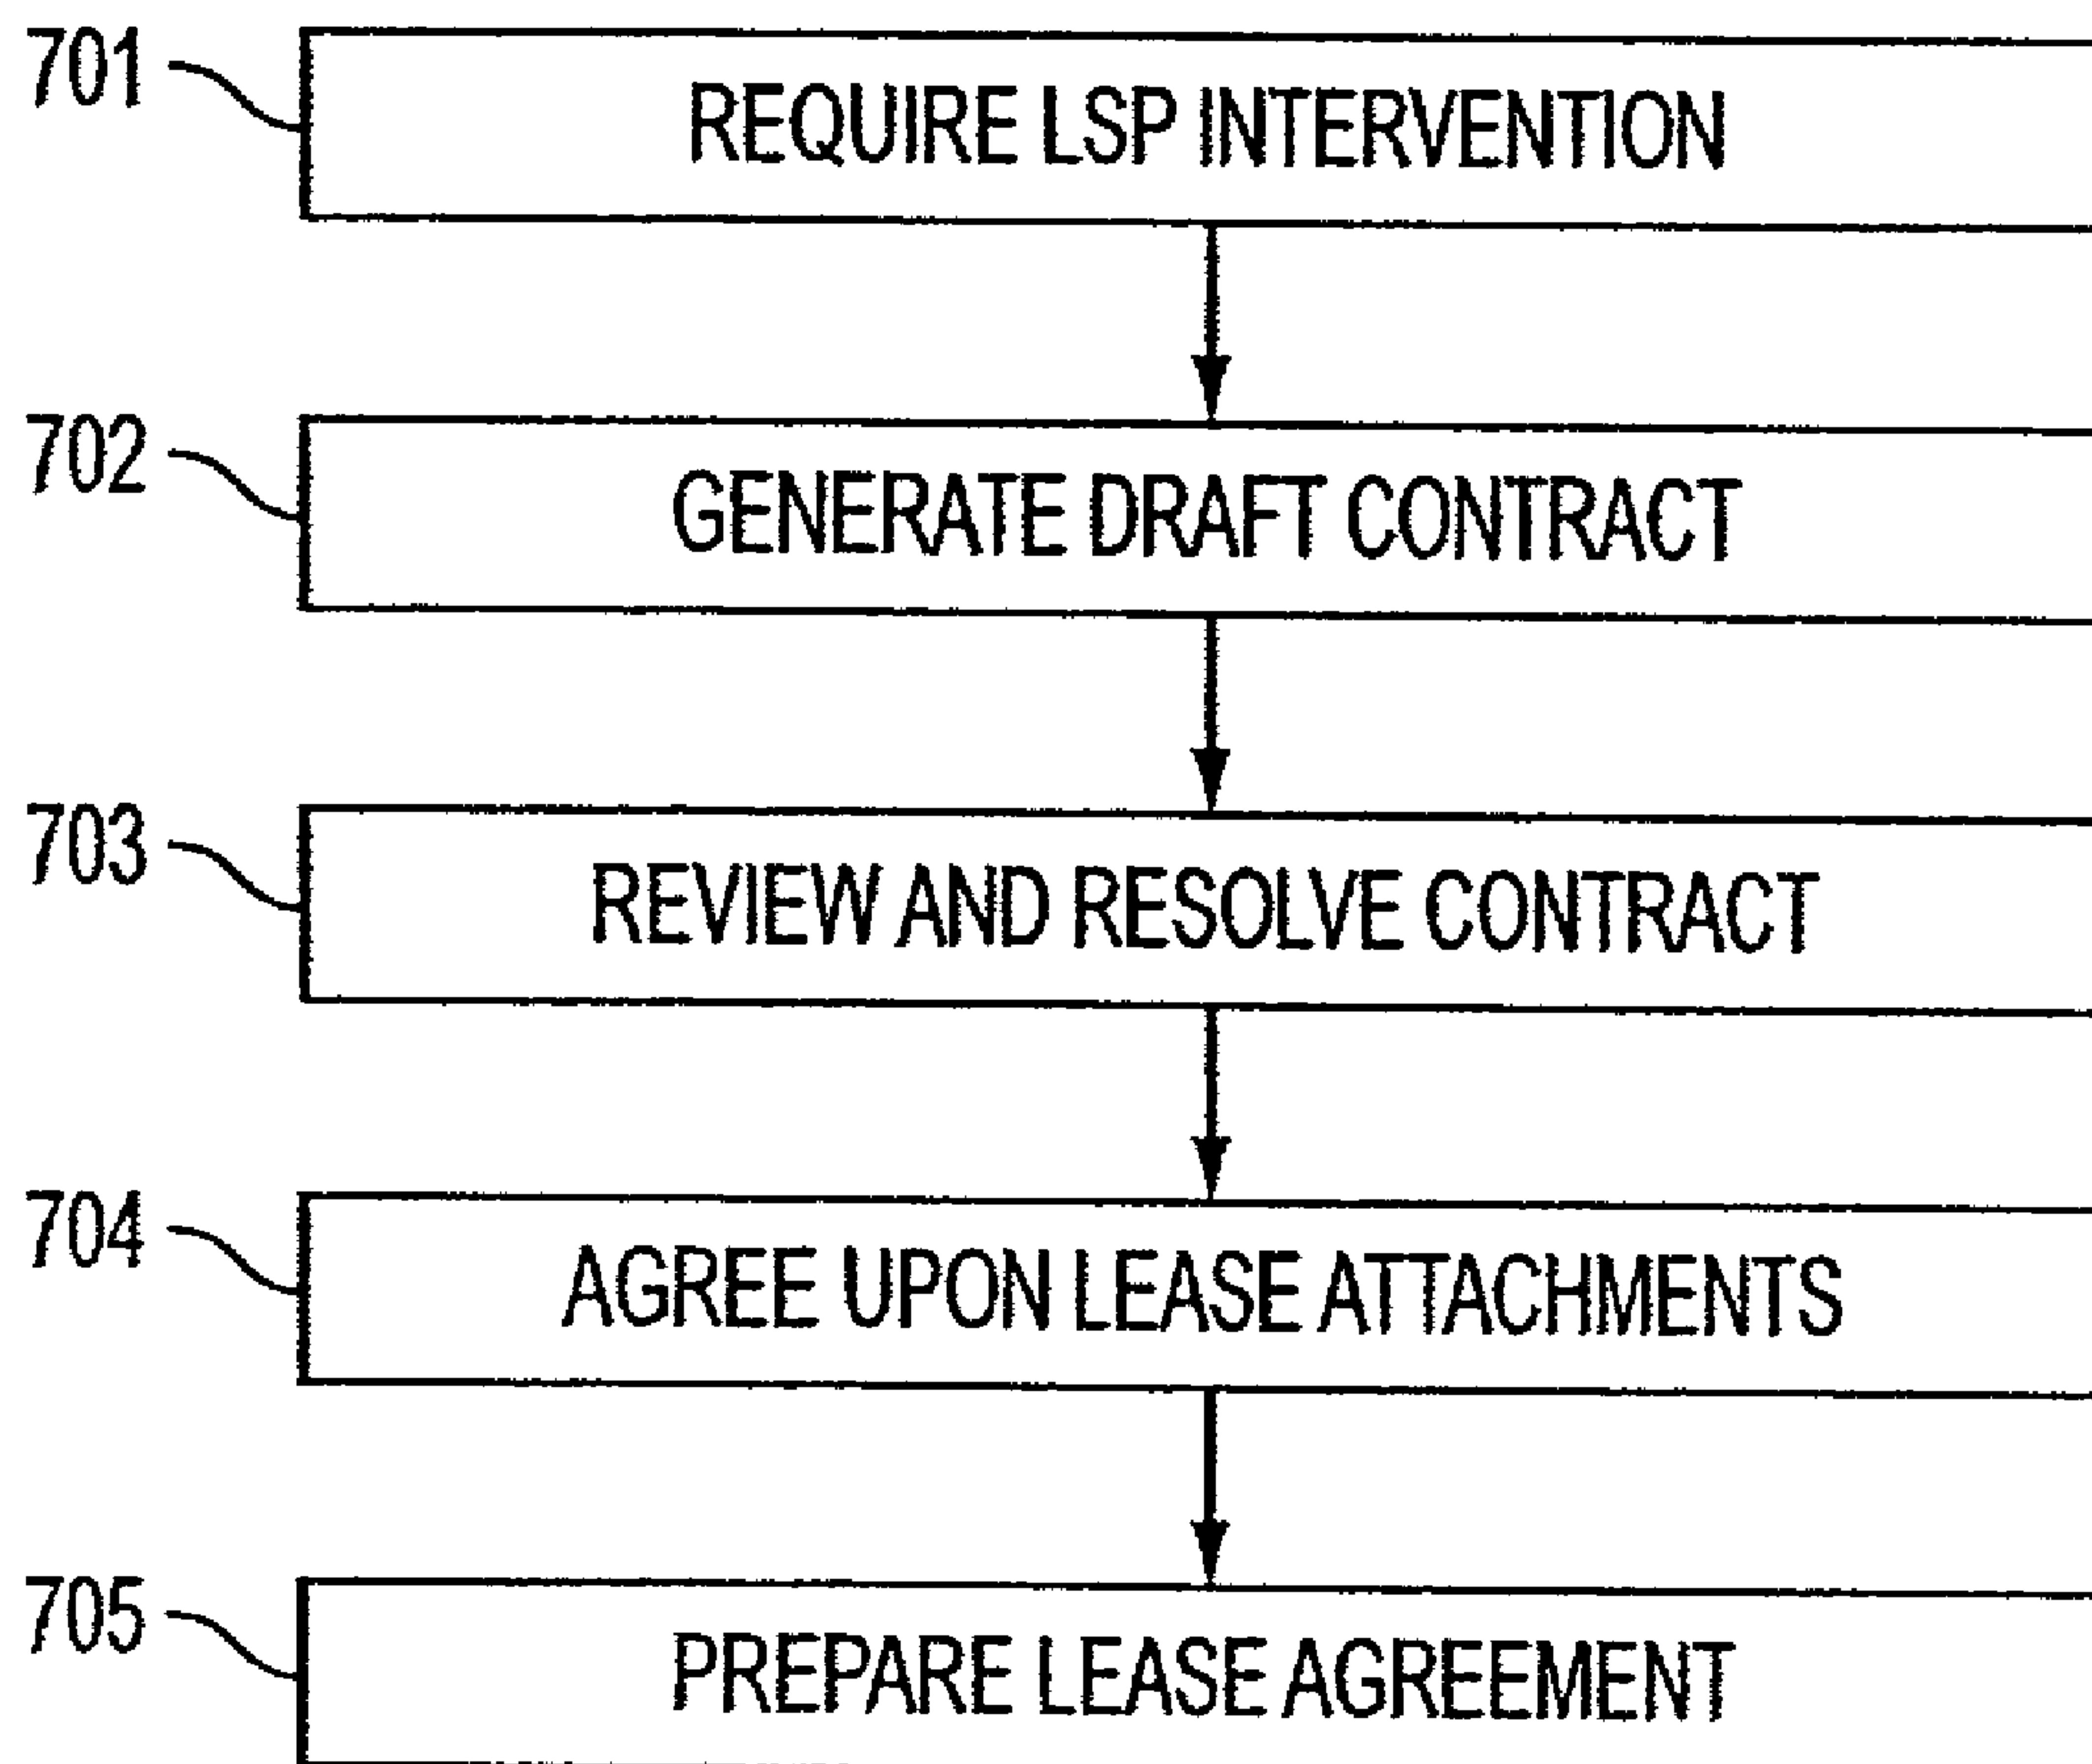 701
REQUIRE LSP INTERVENTION
702
GENERATE DRAFT CONTRACT
703
REVIEW AND RESOLVE CONTRACT
704
AGREE UPON LEASE ATTACHMENTS
705
PREPARE LEASE AGREEMENT